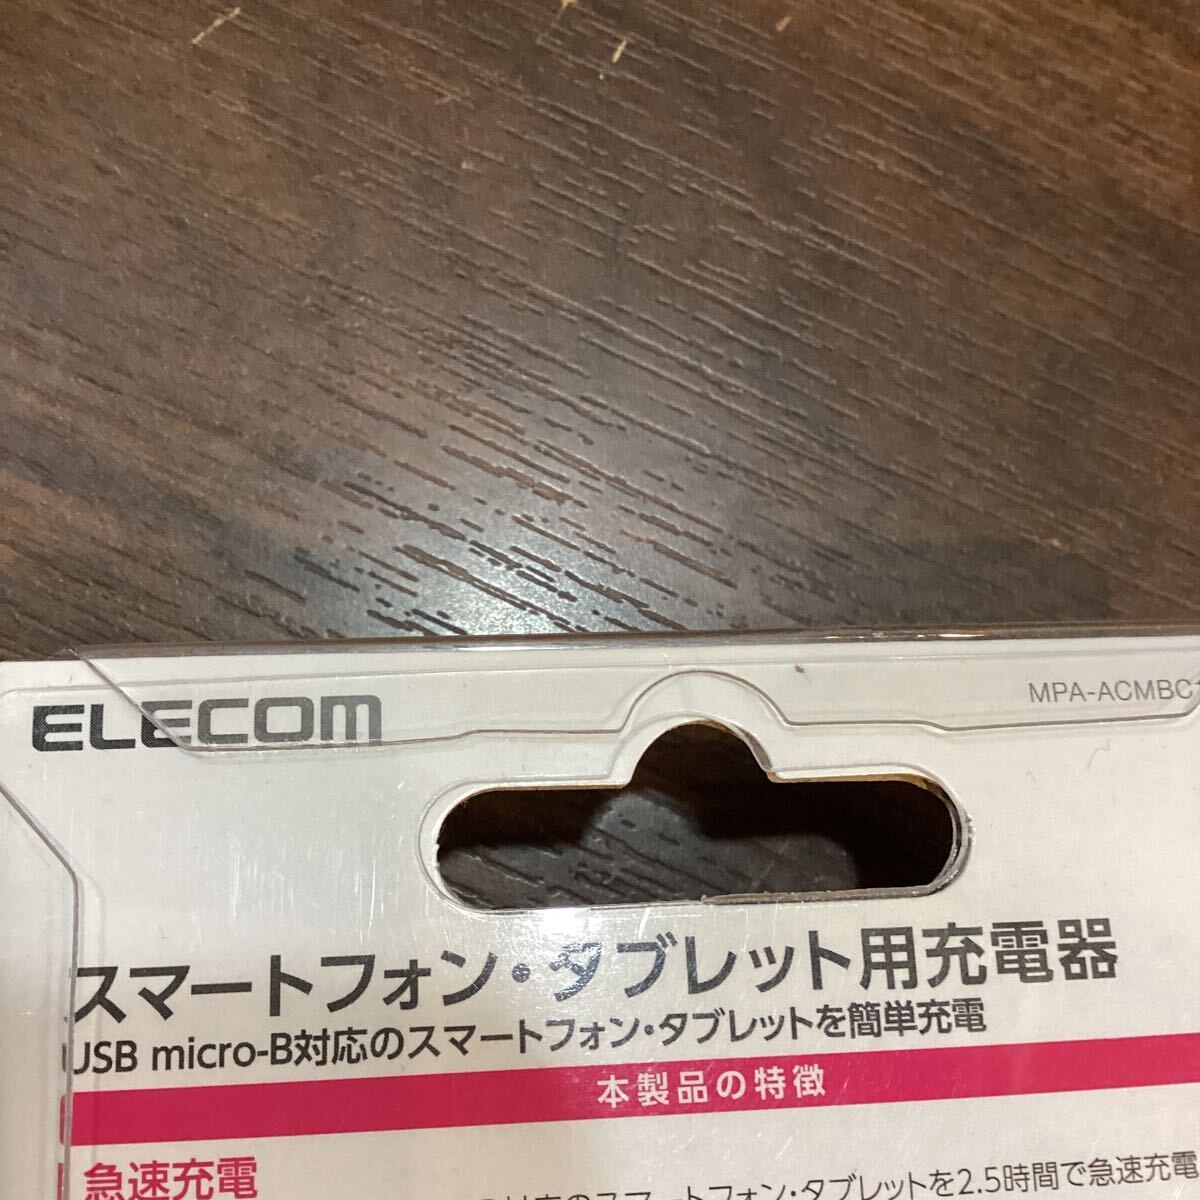 ELECOM
MPA-ACMBC
スマートフォン・タブレット用充電器
USB micro-B対応のスマートフォン・タブレットを簡単充電
本製品の特徴
急速充電
対応のスマートフォン・タブレットを2.5時間で急速充電